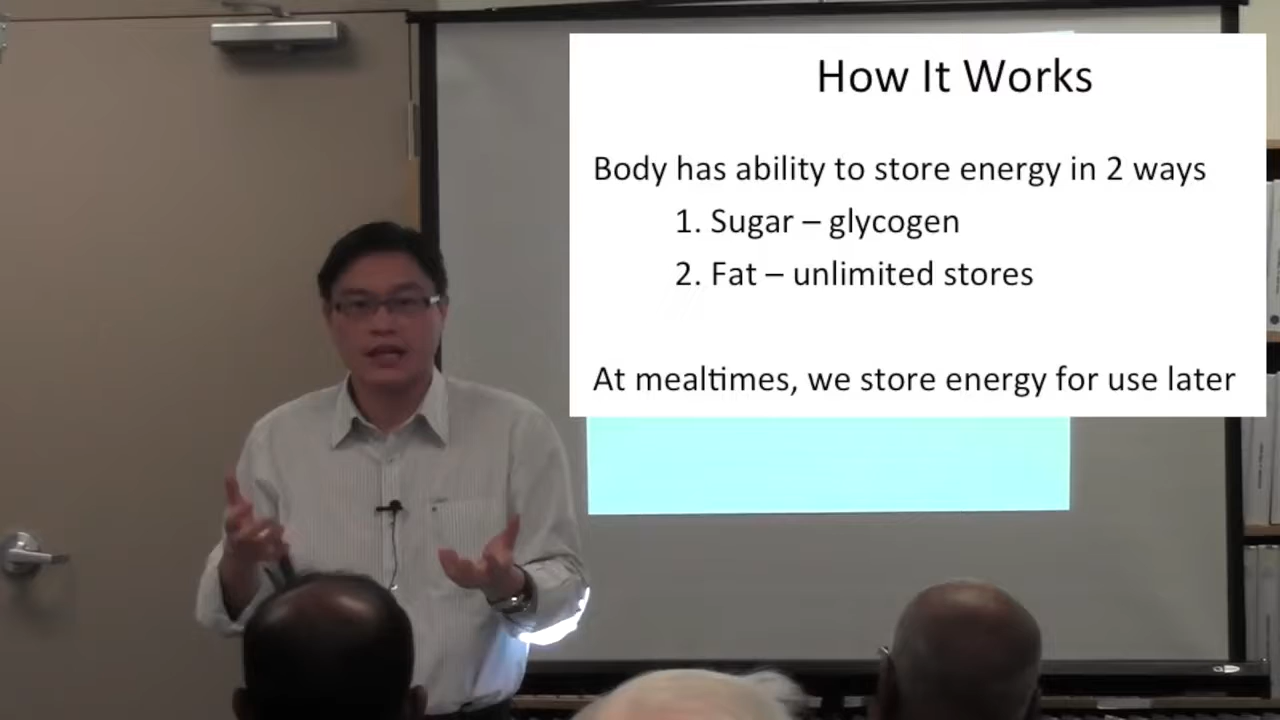 How It Works
Body has ability to store energy in 2 ways
1. Sugar – glycogen
2. Fat – unlimited stores
At mealtimes, we store energy for use later